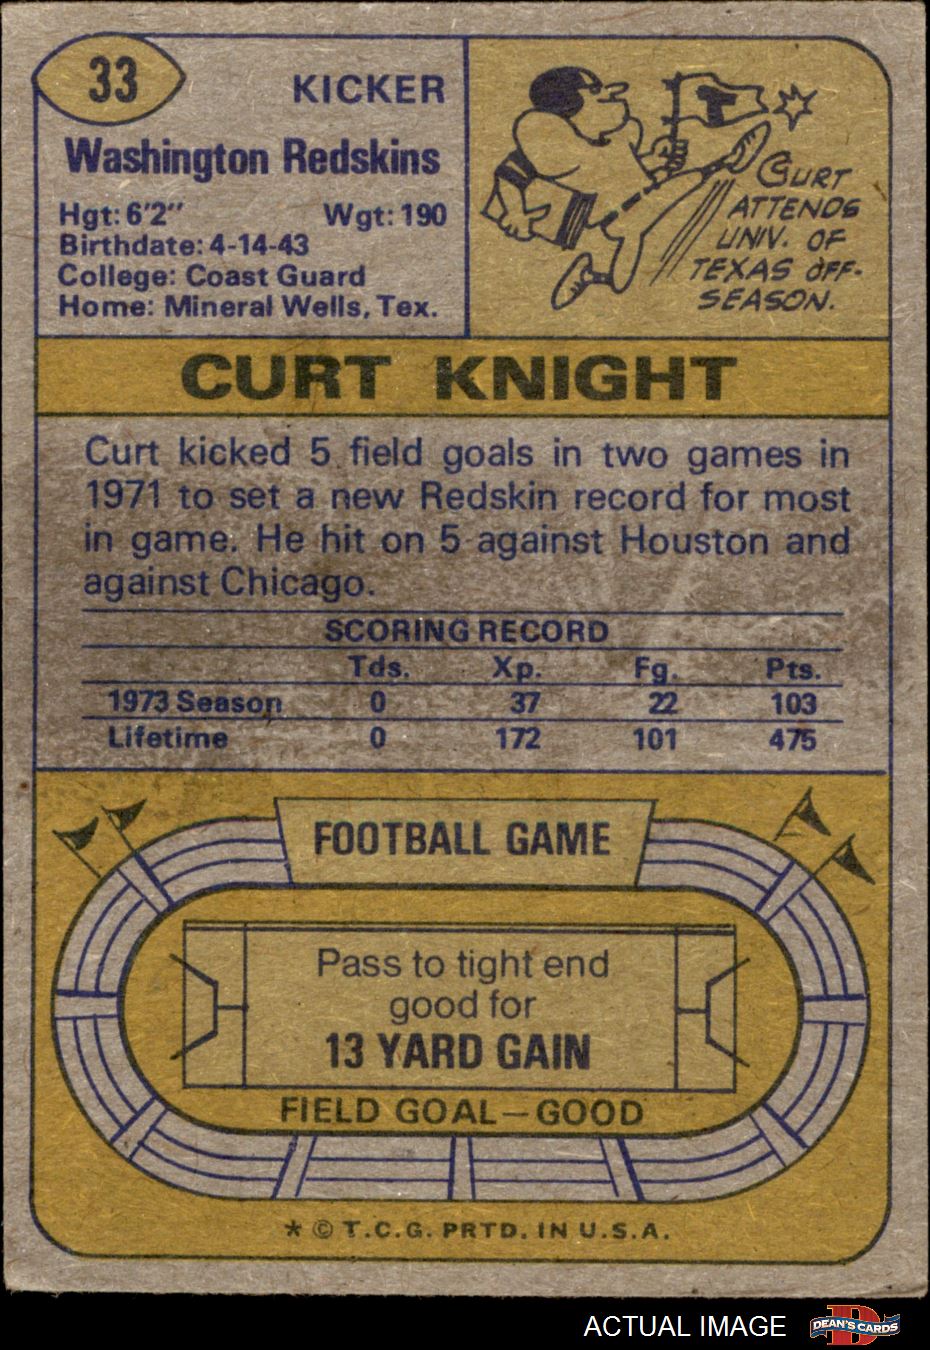 33
KICKER
Washington Redskins
Hgt: 6'2" Wgt: 190
Birthdate: 4-14-43
College: Coast Guard
Home: Mineral Wells, Tex.
T
CURT
ATTENDS
UNIV. OF
TEXAS OFF-
SEASON.
CURT KNIGHT
Curt kicked 5 field goals in two games in
1971 to set a new Redskin record for most
in game. He hit on 5 against Houston and
against Chicago.
SCORING RECORD
Tds. Xp. Fg. Pts.
1973 Season 0 37 22 103
Lifetime 0 172 101 475
FOOTBALL GAME
Pass to tight end
good for
13 YARD GAIN
FIELD GOAL—GOOD
* © T.C.G. PRTD. IN U.S.A.
ACTUAL IMAGE
D
DEAN'S CARDS